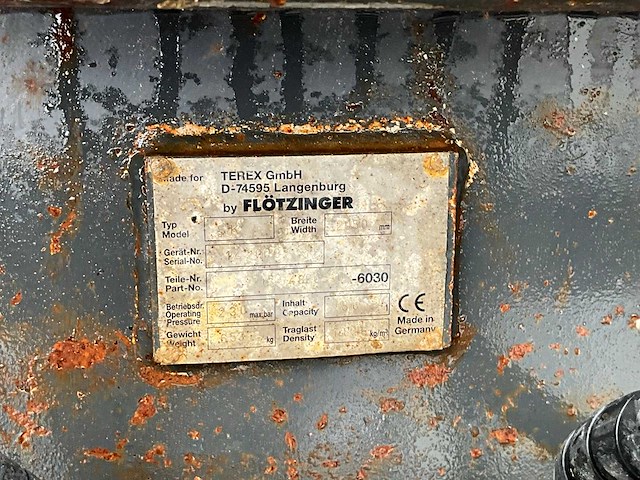 made for TEREX GmbH
D-74595 Langenburg
by FLÖTZINGER
Typ Breite
Model Width mm
Gerät-Nr.
Serial-No.
Teile-Nr. -6030
Part-No.
Betriebsdr. Inhalt
Operating max.bar Capacity
Pressure
Gewicht Traglast
Weight kg Density kg/m³
CE
Made in
Germany